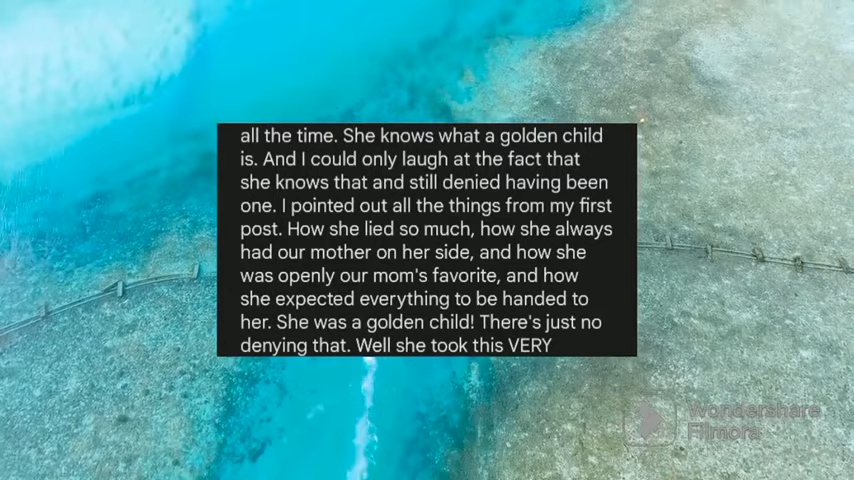 all the time. She knows what a golden child
is. And I could only laugh at the fact that
she knows that and still denied having been
one. I pointed out all the things from my first
post. How she lied so much, how she always
had our mother on her side, and how she
was openly our mom's favorite, and how
she expected everything to be handed to
her. She was a golden child! There's just no
denying that. Well she took this VERY
Wondershare
Filmora